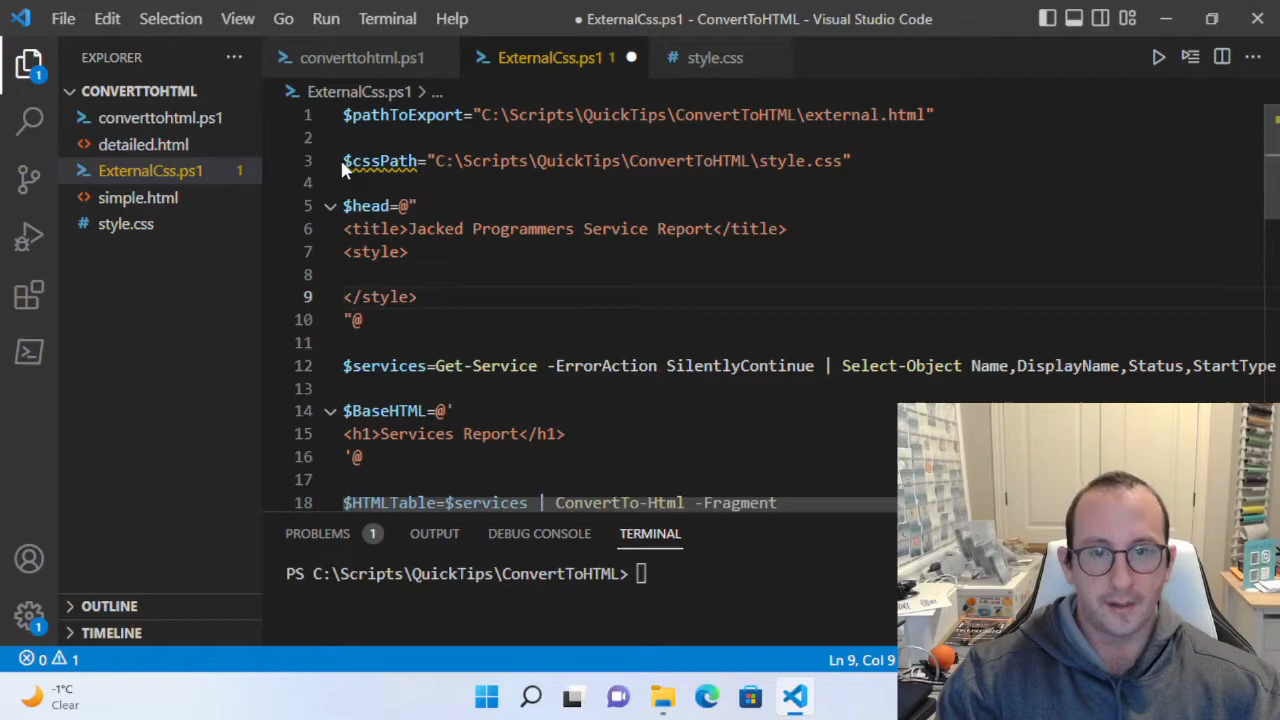 File Edit Selection View Go Run Terminal Help ● ExternalCss.ps1 - ConvertToHTML - Visual Studio Code
EXPLORER ...
converttohtml.ps1 ExternalCss.ps1 1 ● # style.css
CONVERTTOHTML
converttohtml.ps1
<> detailed.html
ExternalCss.ps1 1
<> simple.html
# style.css
OUTLINE
TIMELINE
1
1
ExternalCss.ps1 > ...
1 $pathToExport="C:\Scripts\QuickTips\ConvertToHTML\external.html"
2
3 $cssPath="C:\Scripts\QuickTips\ConvertToHTML\style.css"
4
5 $head=@"
6 <title>Jacked Programmers Service Report</title>
7 <style>
8
9 </style>
10 "@
11
12 $services=Get-Service -ErrorAction SilentlyContinue | Select-Object Name,DisplayName,Status,StartType
13
14 $BaseHTML=@'
15 <h1>Services Report</h1>
16 '@
17
18 $HTMLTable=$services | ConvertTo-Html -Fragment
PROBLEMS 1 OUTPUT DEBUG CONSOLE TERMINAL
PS C:\Scripts\QuickTips\ConvertToHTML>
0 1 Ln 9, Col 9
-1°C
Clear